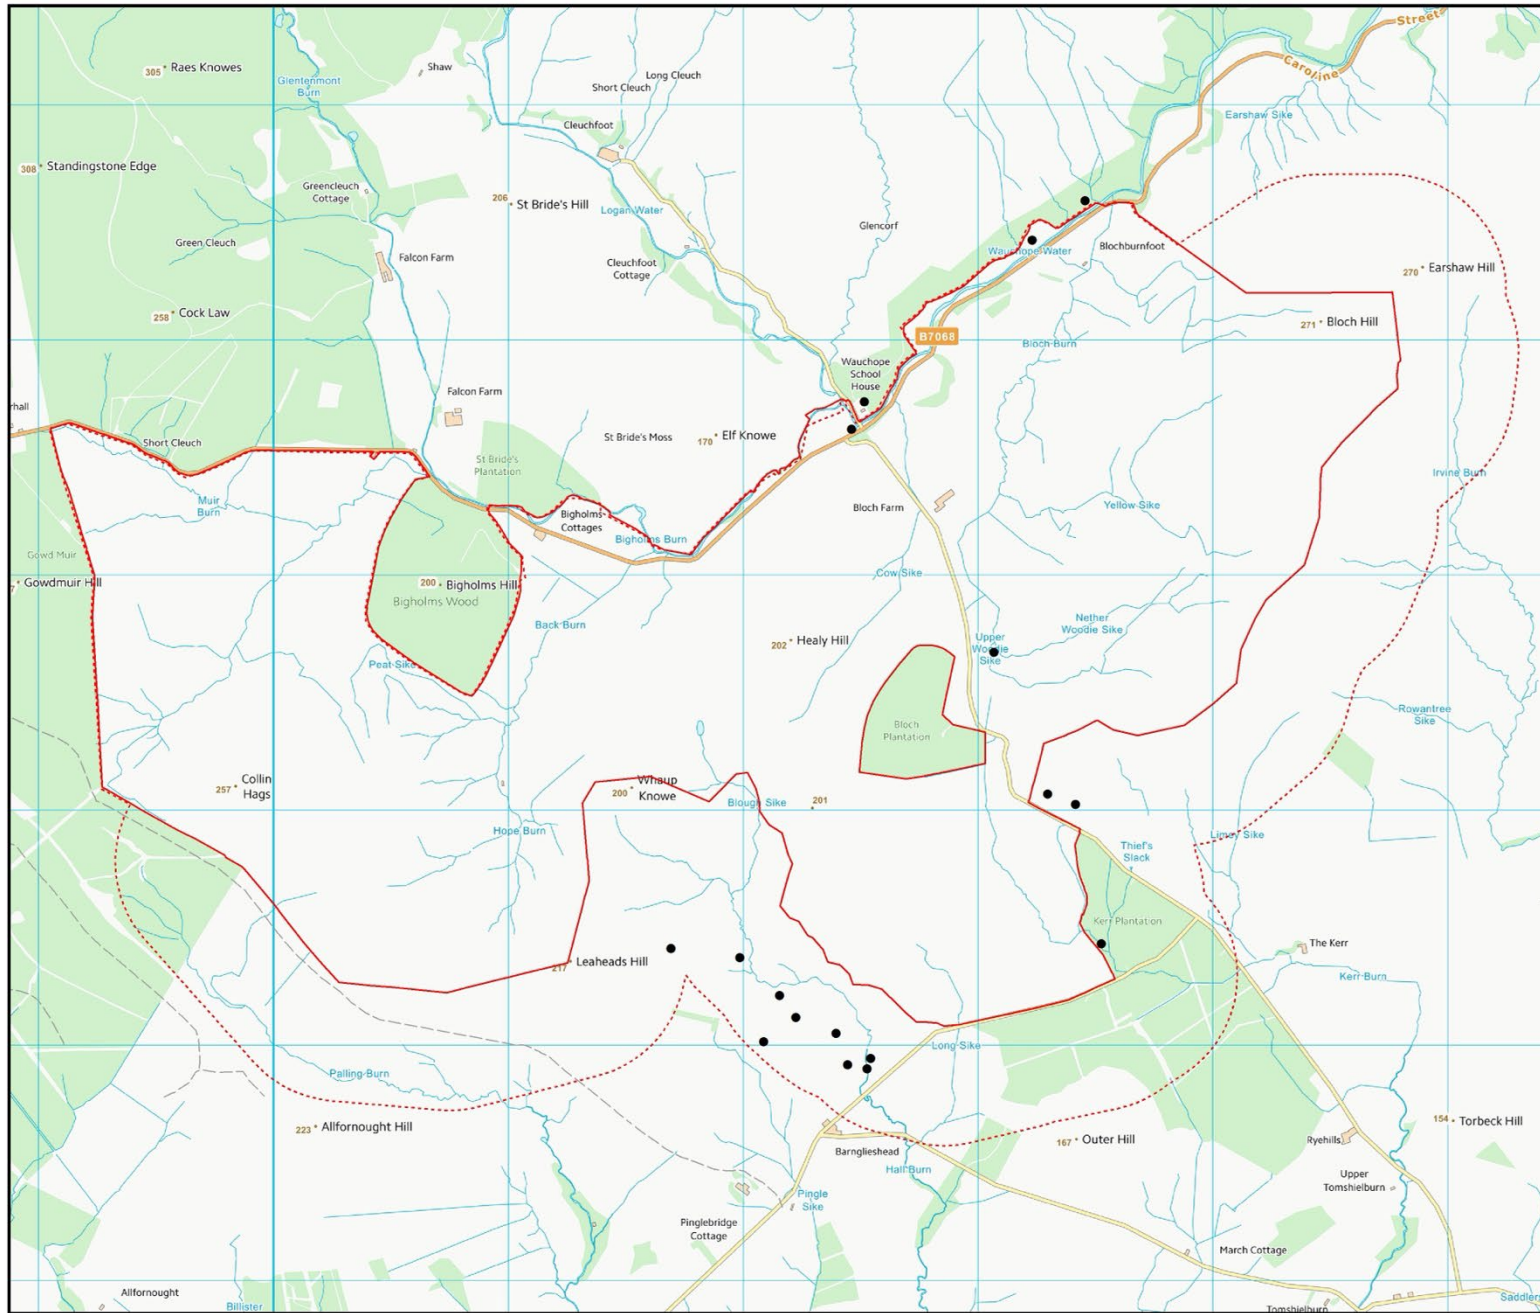 Street
Caroline
305 Raes Knowes
Shaw
Glentenmont
Burn
Long Cleuch
Short Cleuch
Earshaw Sike
Cleuchfoot
308 Standingstone Edge
Greencleuch
Cottage
206 St Bride's Hill
Logan Water
Glencorf
Green Cleuch
Falcon Farm
Cleuchfoot
Cottage
Wauchope Water
Blochburnfoot
270 Earshaw Hill
258 Cock Law
271 Bloch Hill
B7068
Bloch Burn
Wauchope
School
House
Falcon Farm
rhall
Short Cleuch
St Bride's Moss
170 Elf Knowe
St Bride's
Plantation
Irvine Burn
Muir
Burn
Bigholms
Cottages
Bloch Farm
Yellow Sike
Bigholms Burn
Gowd Muir
7 Gowdmuir Hill
200 Bigholms Hill
Bigholms Wood
Cow Sike
Back Burn
Nether
Woodie Sike
202 Healy Hill
Upper
Woodie
Sike
Peat Sike
Rowantree
Sike
Bloch
Plantation
257 Collin
Hags
200 Whaup
Knowe
Blough Sike
201
Hope Burn
Limey Sike
Thief's
Slack
Kerr Plantation
The Kerr
217 Leaheads Hill
Kerr Burn
Long Sike
Palling Burn
223 Allfornought Hill
154 Torbeck Hill
167 Outer Hill
Ryehills
Barnglieshead
Hall Burn
Upper
Tomshielburn
Pingle
Sike
Pinglebridge
Cottage
March Cottage
Allfornought
Billister
Tomshielburn
Saddler